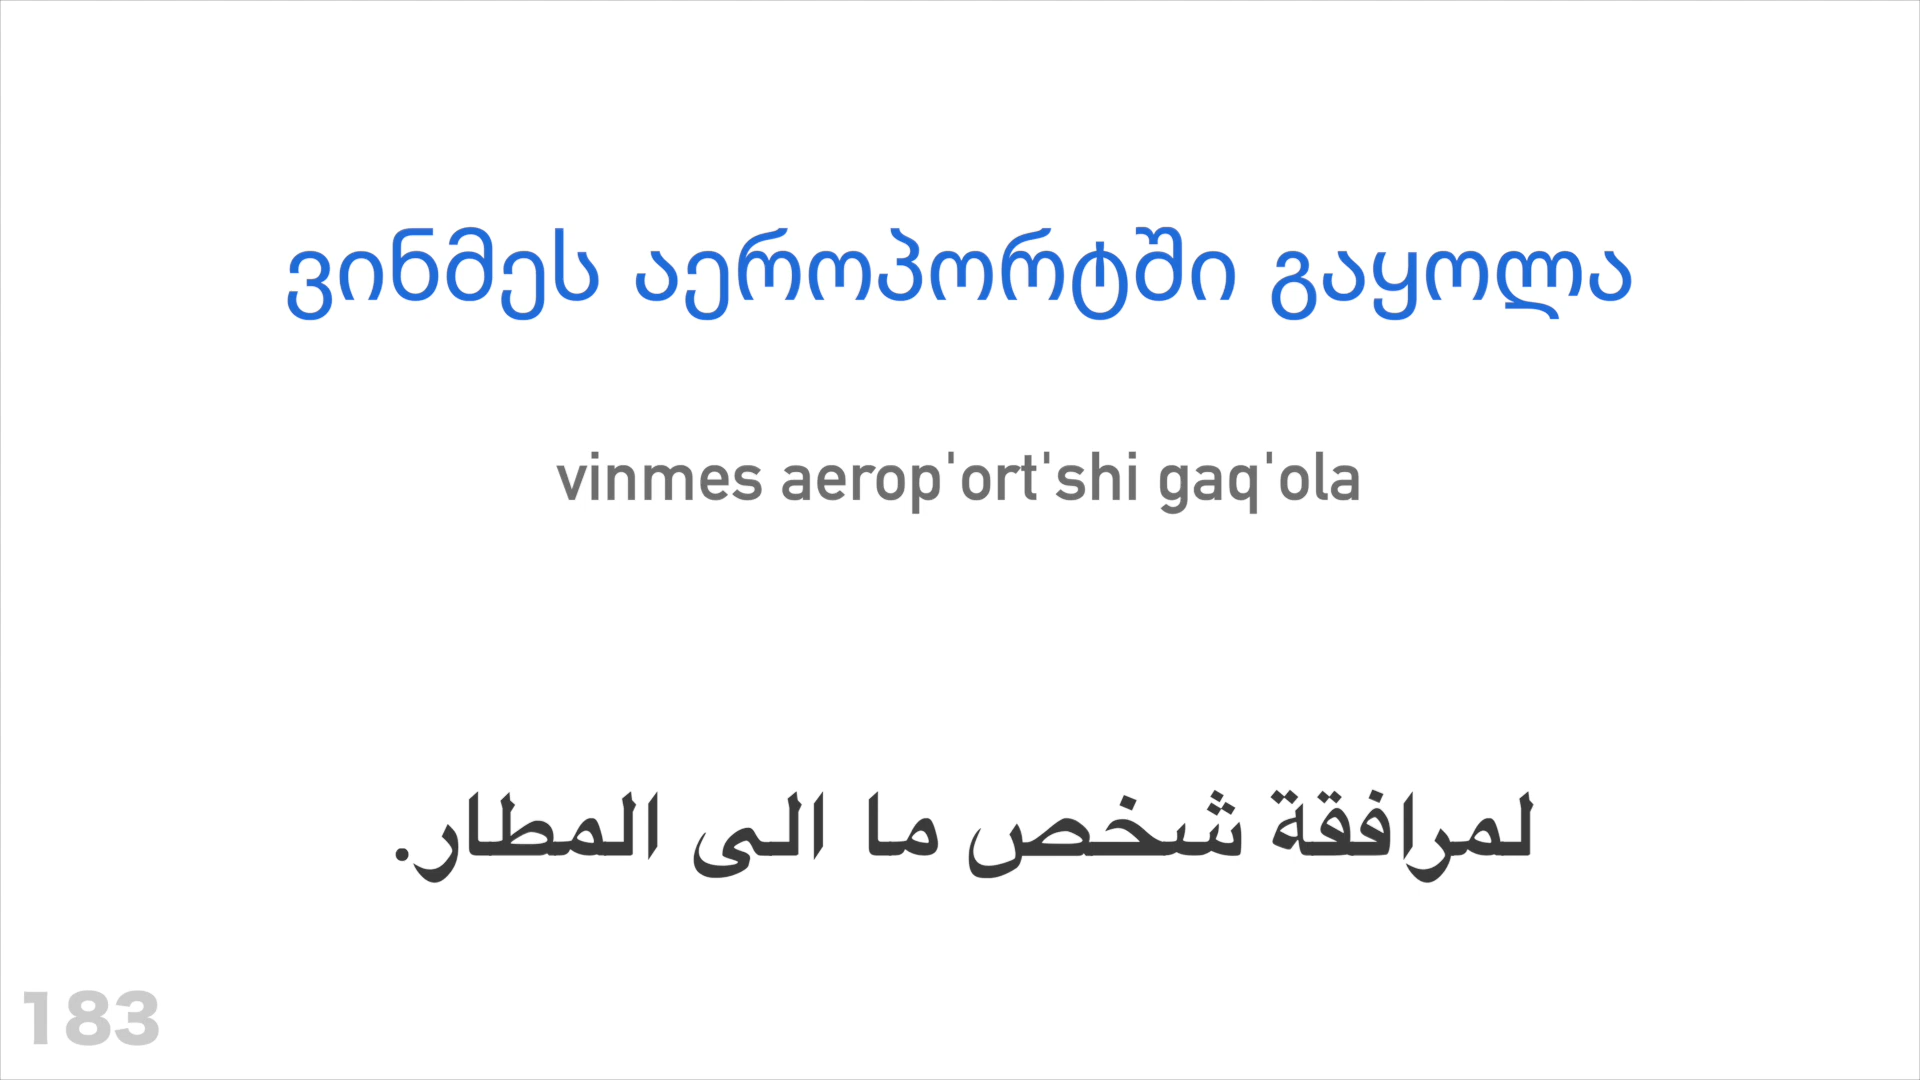 ვინმეს აეროპორტში გაყოლა
vinmes aerop'ort'shi gaq'ola
لمرافقة شخص ما الى المطار.
183